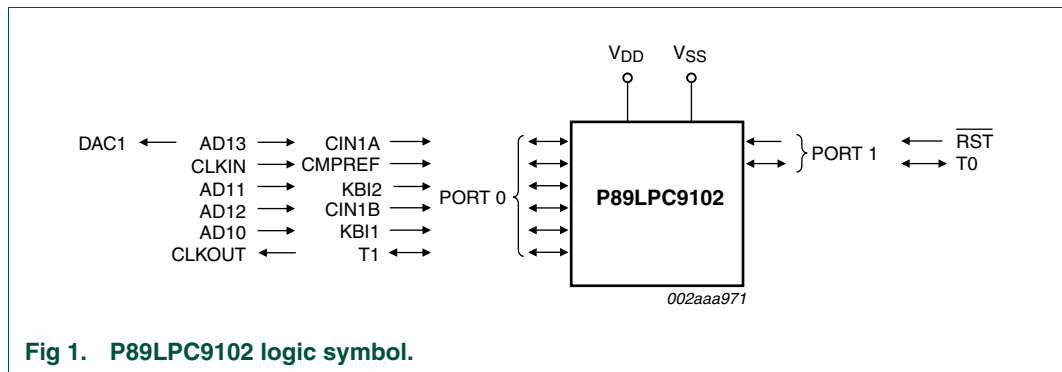 VDD VSS
DAC1 AD13 CIN1A RST
CLKIN CMPREF PORT 1 T0
AD11 KBI2 PORT 0 P89LPC9102
AD12 CIN1B
AD10 KBI1
CLKOUT T1
002aaa971
Fig 1. P89LPC9102 logic symbol.